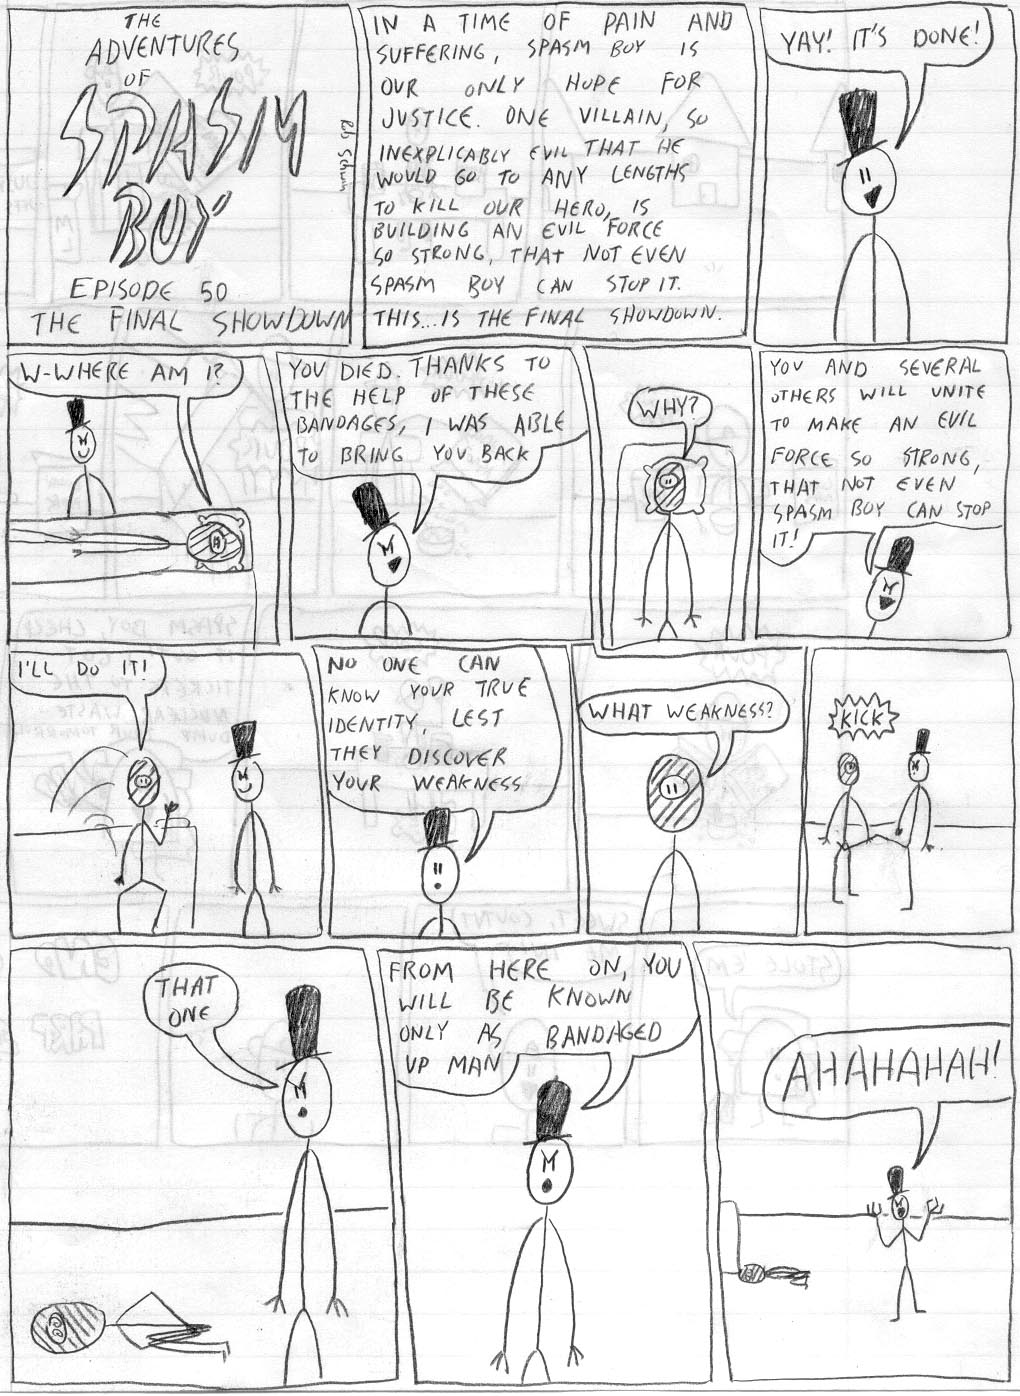 THE
ADVENTURES
OF
SPASM
BOY
EPISODE 50
THE FINAL SHOWDOWN
Rob Schwin
IN A TIME OF PAIN AND
SUFFERING, SPASM BOY IS
OUR ONLY HOPE FOR
JUSTICE. ONE VILLAIN, SO
INEXPLICABLY EVIL THAT HE
WOULD GO TO ANY LENGTHS
TO KILL OUR HERO, IS
BUILDING AN EVIL FORCE
SO STRONG, THAT NOT EVEN
SPASM BOY CAN STOP IT.
THIS...IS THE FINAL SHOWDOWN.
YAY! IT'S DONE!
W-WHERE AM I?
YOU DIED. THANKS TO
THE HELP OF THESE
BANDAGES, I WAS ABLE
TO BRING YOU BACK
WHY?
YOU AND SEVERAL
OTHERS WILL UNITE
TO MAKE AN EVIL
FORCE SO STRONG,
THAT NOT EVEN
SPASM BOY CAN STOP
IT!
I'LL DO IT!
NO ONE CAN
KNOW YOUR TRUE
IDENTITY, LEST
THEY DISCOVER
YOUR WEAKNESS
WHAT WEAKNESS?
KICK
THAT
ONE
FROM HERE ON, YOU
WILL BE KNOWN
ONLY AS BANDAGED
UP MAN
AHAHAHAH!